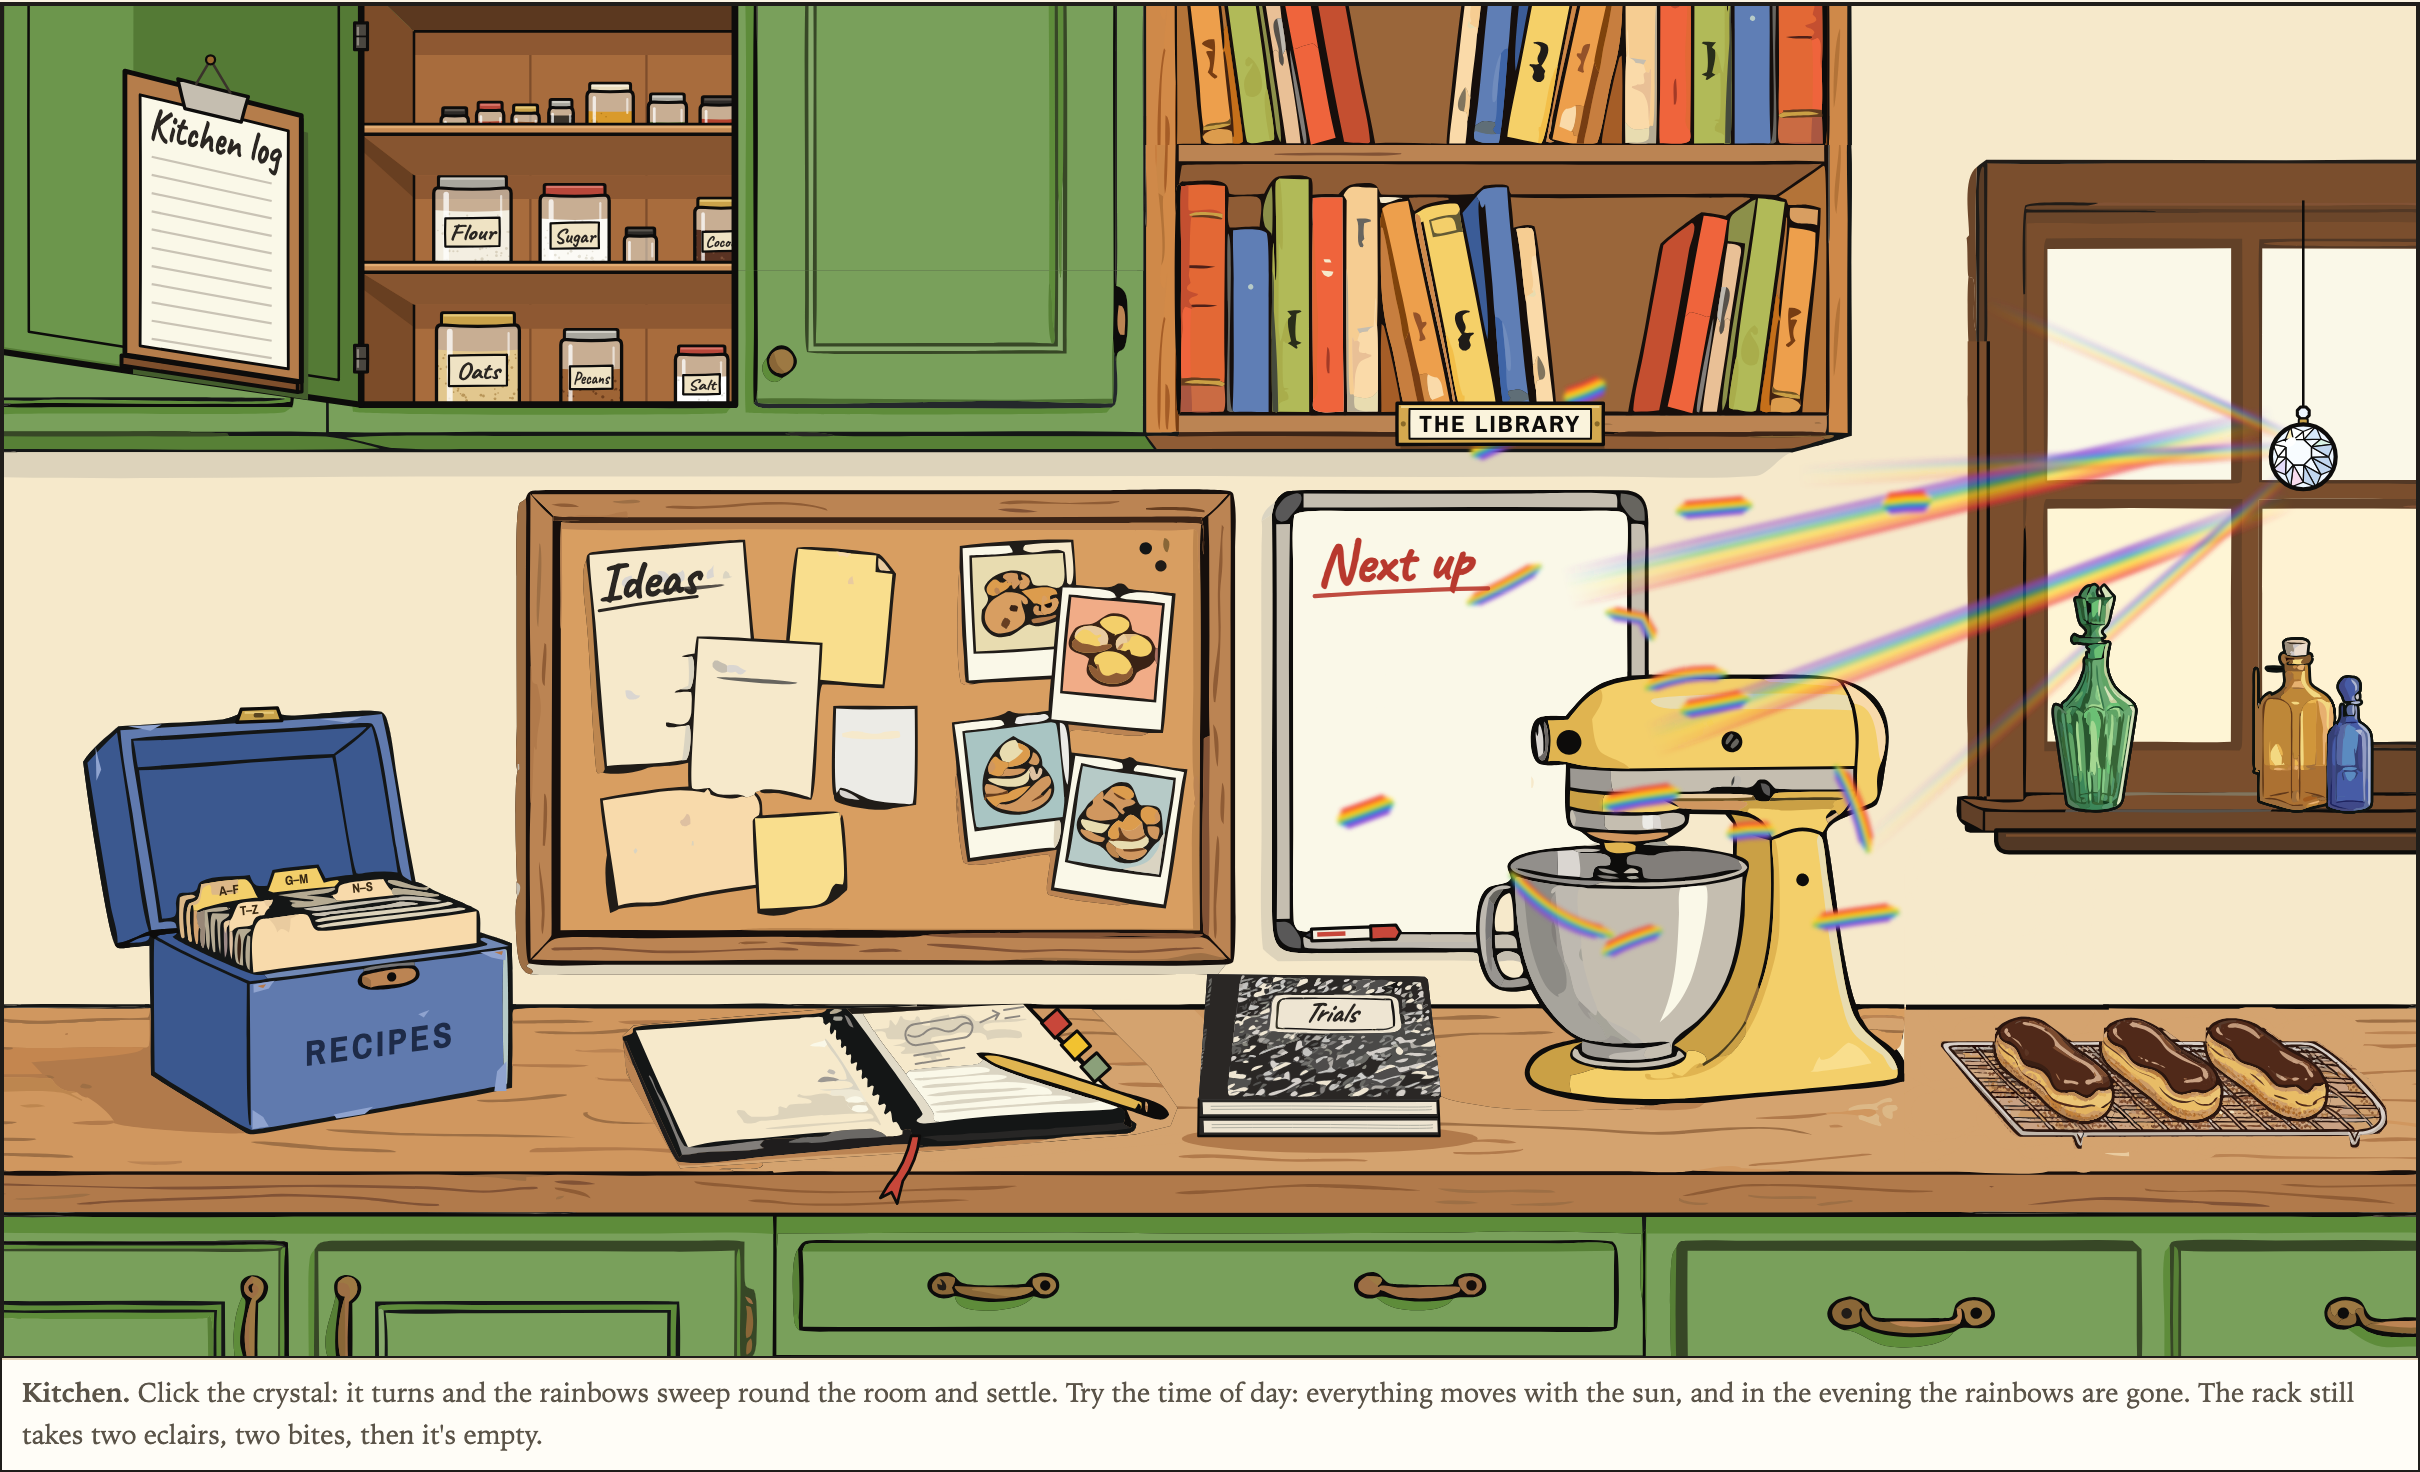 Kitchen log
Flour
Sugar
Oats
Pecans
Salt
THE LIBRARY
Ideas
Next up
A–F
G–M
N–S
T–Z
RECIPES
Trials
Kitchen. Click the crystal: it turns and the rainbows sweep round the room and settle. Try the time of day: everything moves with the sun, and in the evening the rainbows are gone. The rack still
takes two eclairs, two bites, then it's empty.